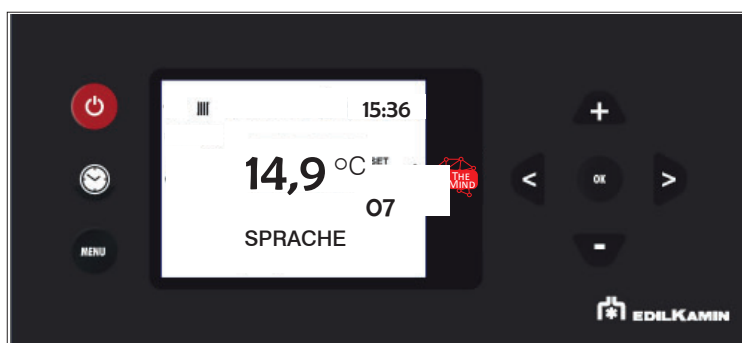 15:36
14,9 °C SET
THE MIND
07
SPRACHE
MENU
+
<
OK
>
-
EDILKAMIN